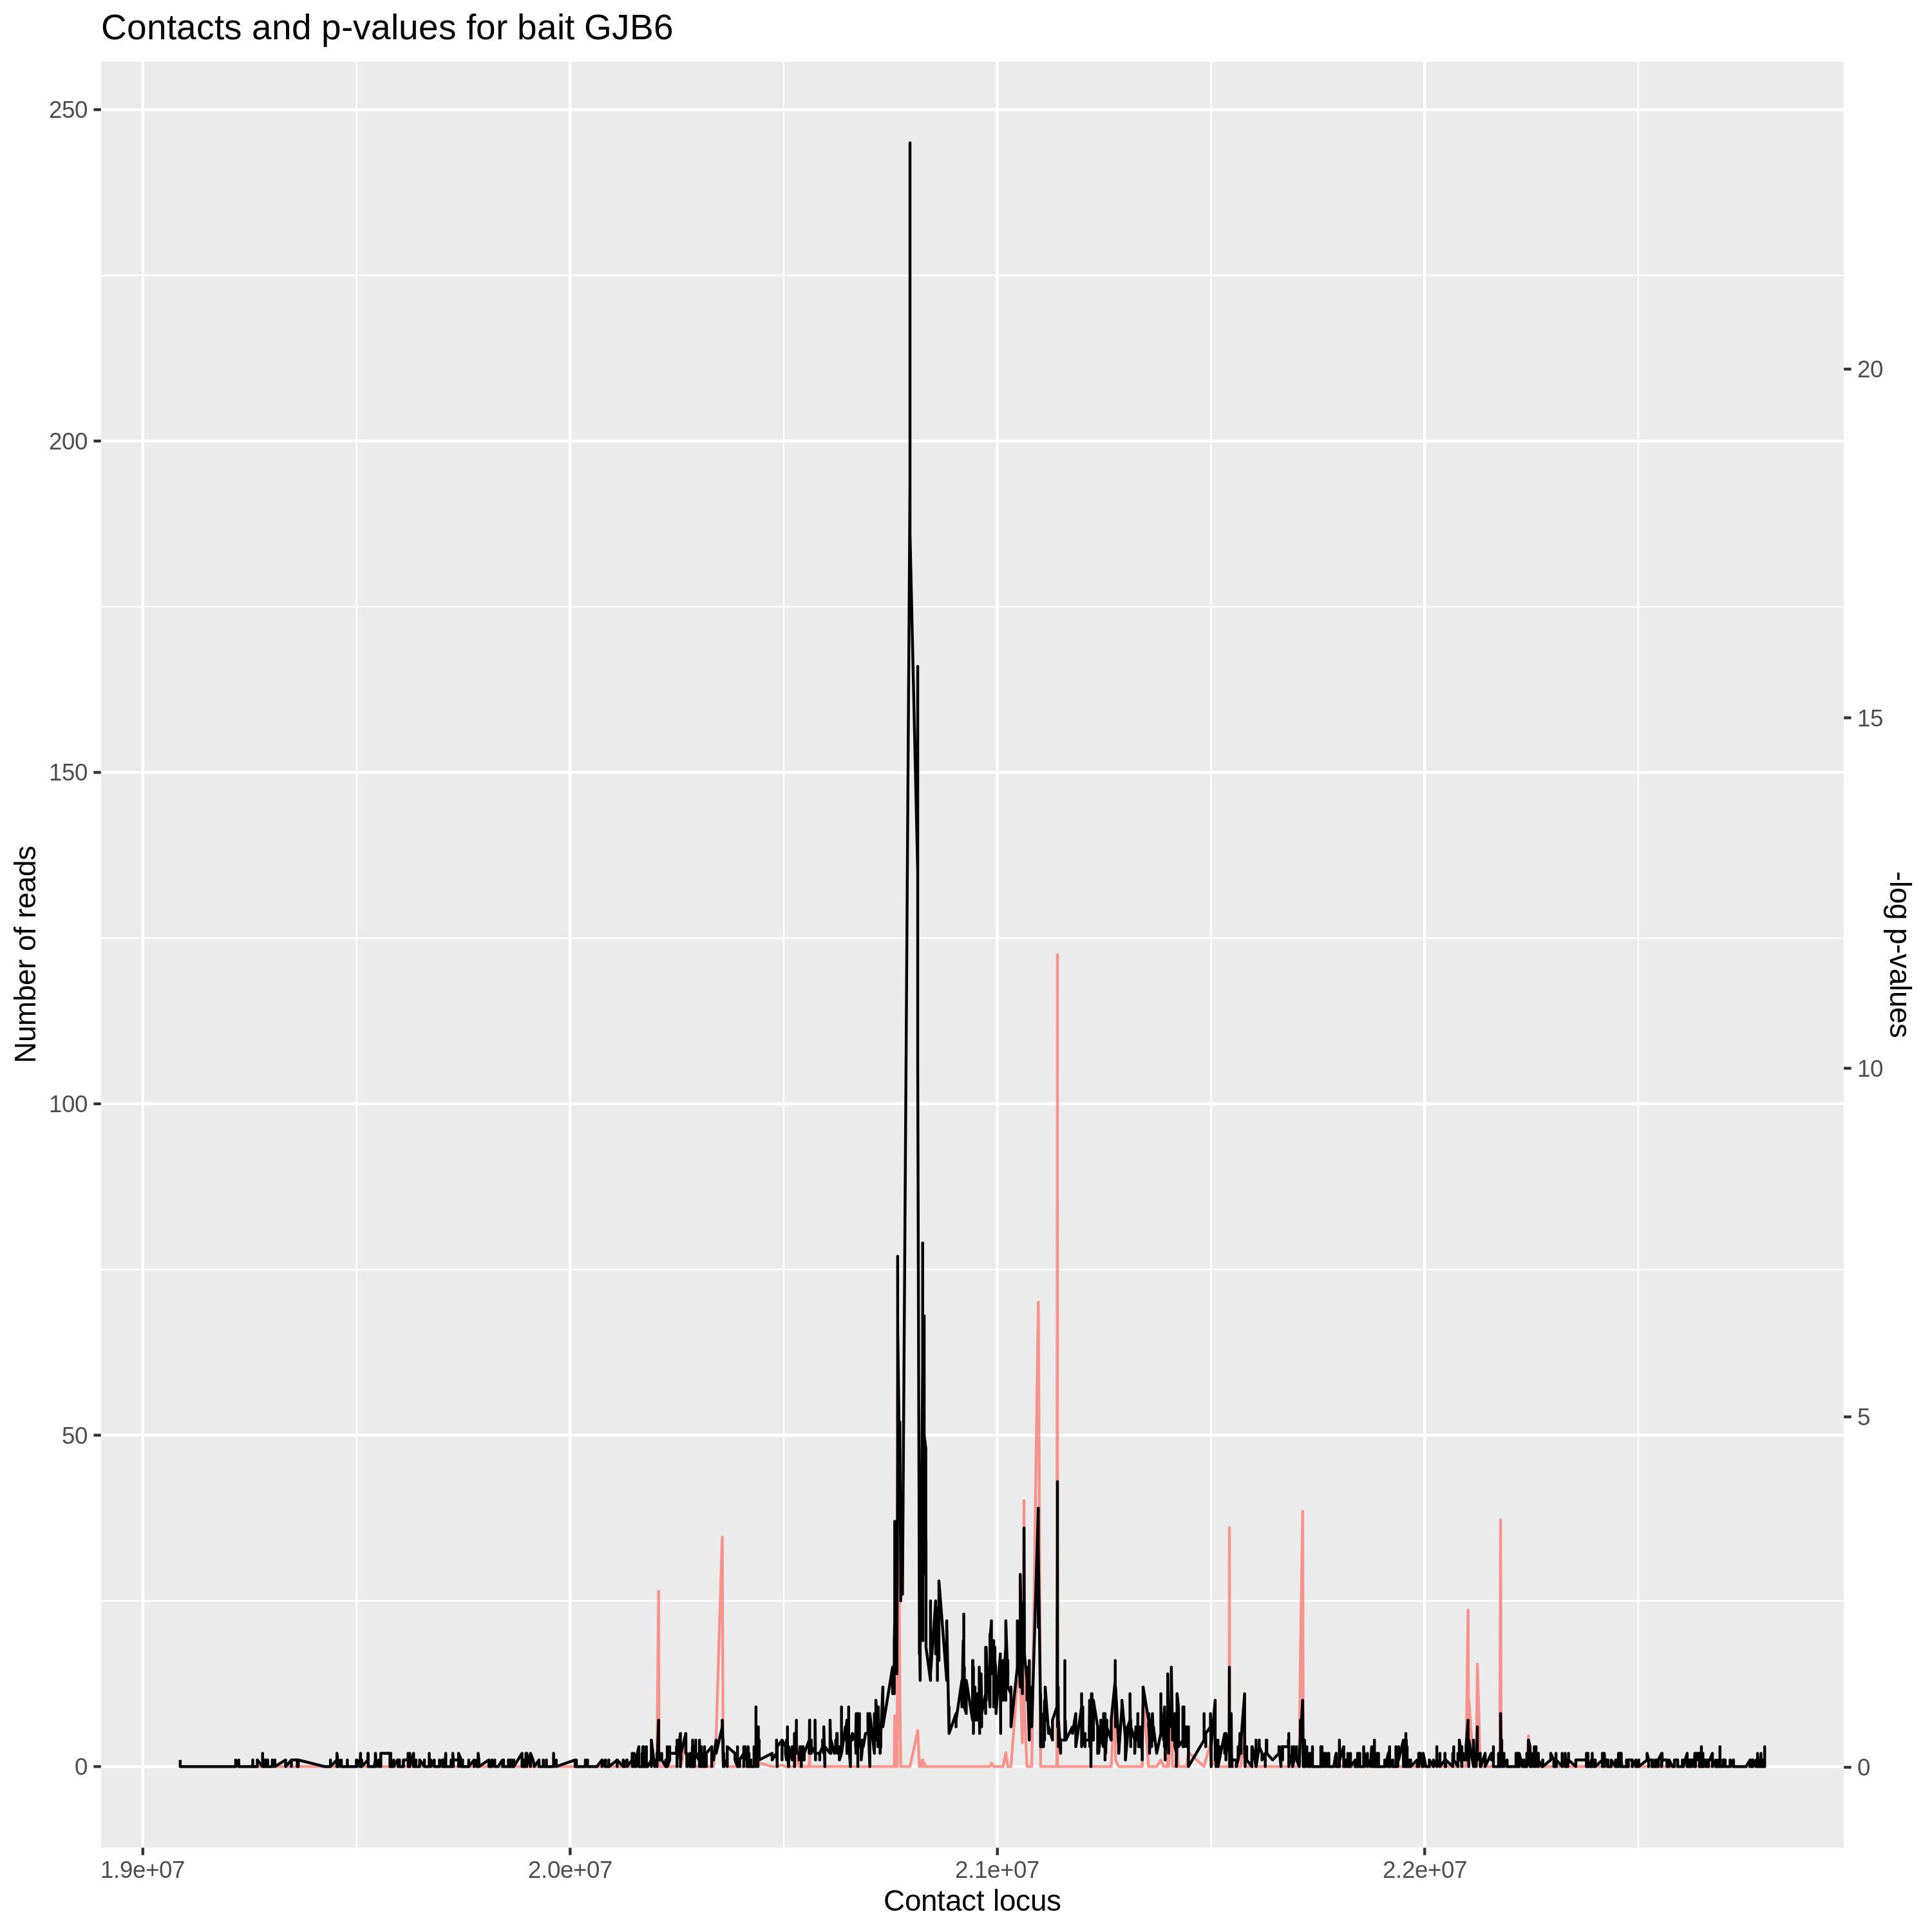 Contacts and p-values for bait GJB6
250
200
150
100
50
0
Number of reads
20
15
10
5
0
-log p-values
1.9e+07
2.0e+07
2.1e+07
2.2e+07
Contact locus